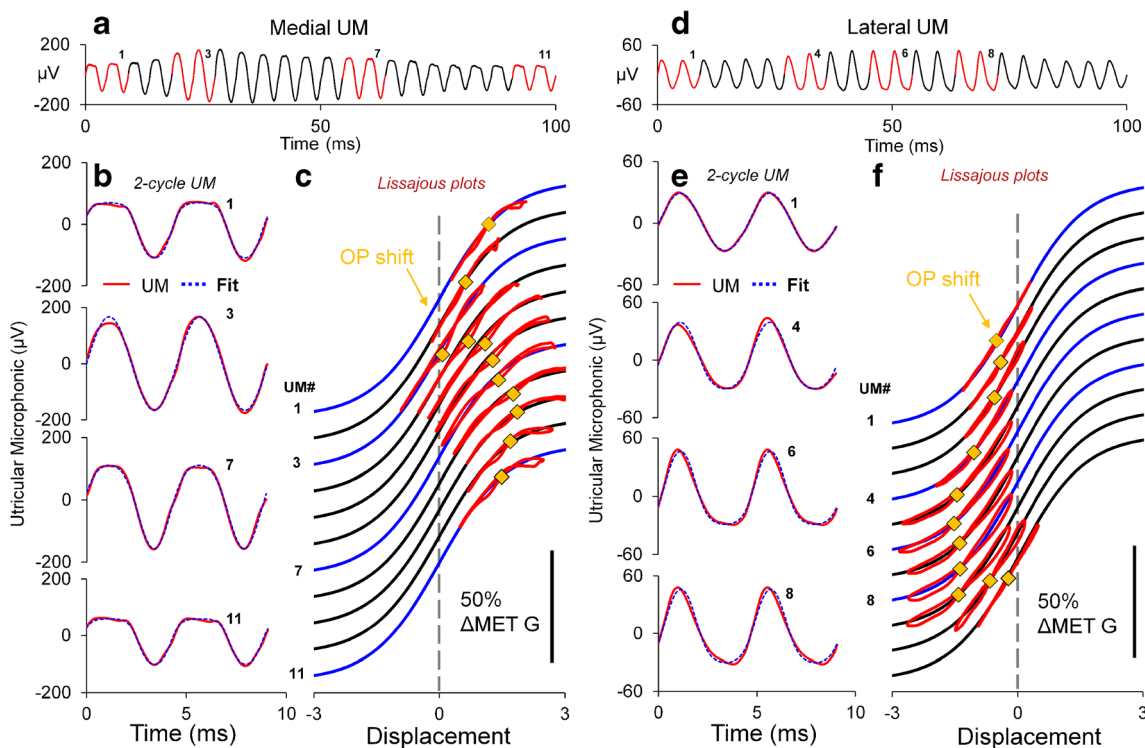 a
Medial UM
200
µV
-200
1
3
7
11
0
50
100
Time (ms)
d
Lateral UM
60
µV
-60
1
4
6
8
0
50
100
Time (ms)
b
2-cycle UM
Utricular Microphonic (µV)
200
0
-200
1
UM
Fit
200
0
-200
3
200
0
-200
7
200
0
-200
11
0
5
10
Time (ms)
c
Lissajous plots
OP shift
UM#
1
3
7
11
50%
ΔMET G
-3
0
3
Displacement
e
2-cycle UM
Utricular Microphonic (µV)
60
0
-60
1
UM
Fit
60
0
-60
4
60
0
-60
6
60
0
-60
8
0
5
10
Time (ms)
f
Lissajous plots
OP shift
UM#
1
4
6
8
50%
ΔMET G
-3
0
3
Displacement